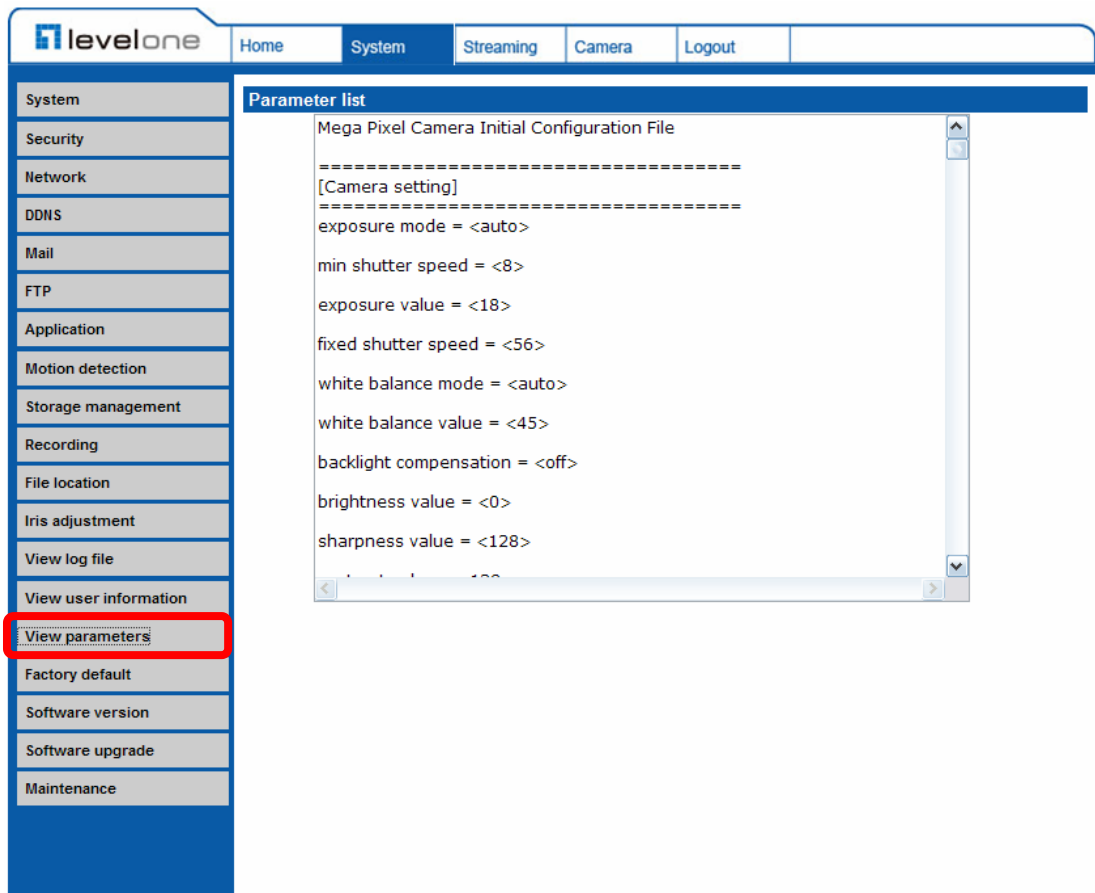 levelone
Home System Streaming Camera Logout
System
Security
Network
DDNS
Mail
FTP
Application
Motion detection
Storage management
Recording
File location
Iris adjustment
View log file
View user information
View parameters
Factory default
Software version
Software upgrade
Maintenance
Parameter list
Mega Pixel Camera Initial Configuration File
====================================
[Camera setting]
====================================
exposure mode = <auto>
min shutter speed = <8>
exposure value = <18>
fixed shutter speed = <56>
white balance mode = <auto>
white balance value = <45>
backlight compensation = <off>
brightness value = <0>
sharpness value = <128>